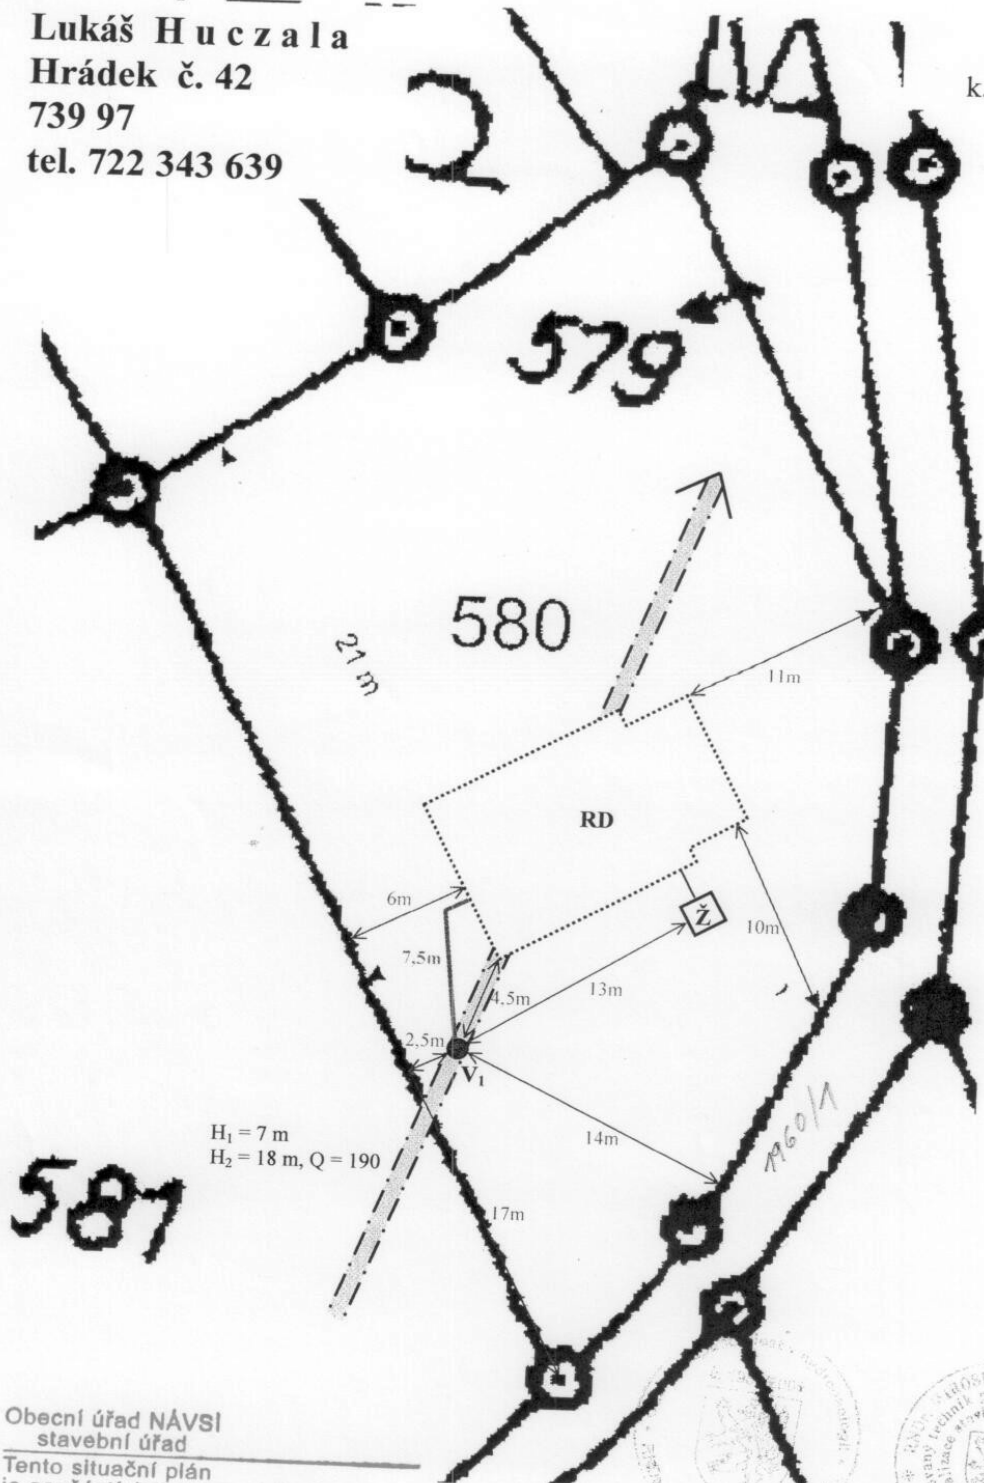 Lukáš H u c z a l a
Hrádek č. 42
739 97
tel. 722 343 639
k.
579
580
21 m
11m
RD
6m
Ž
10m
7,5m
4.5m
13m
2,5m
V₁
14m
H₁ = 7 m
H₂ = 18 m, Q = 190
1960/1
581
17m
Obecní úřad NÁVSÍ
stavební úřad
Tento situační plán